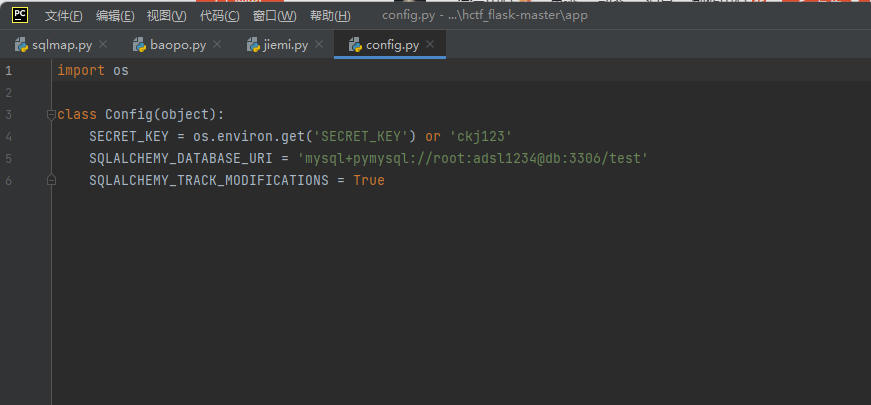 PC 文件(F) 编辑(E) 视图(V) 代码(C) 窗口(W) 帮助(H) config.py - ...\hctf_flask-master\app
sqlmap.py baopo.py jiemi.py config.py
1 import os
2
3 class Config(object):
4 SECRET_KEY = os.environ.get('SECRET_KEY') or 'ckj123'
5 SQLALCHEMY_DATABASE_URI = 'mysql+pymysql://root:adsl1234@db:3306/test'
6 SQLALCHEMY_TRACK_MODIFICATIONS = True